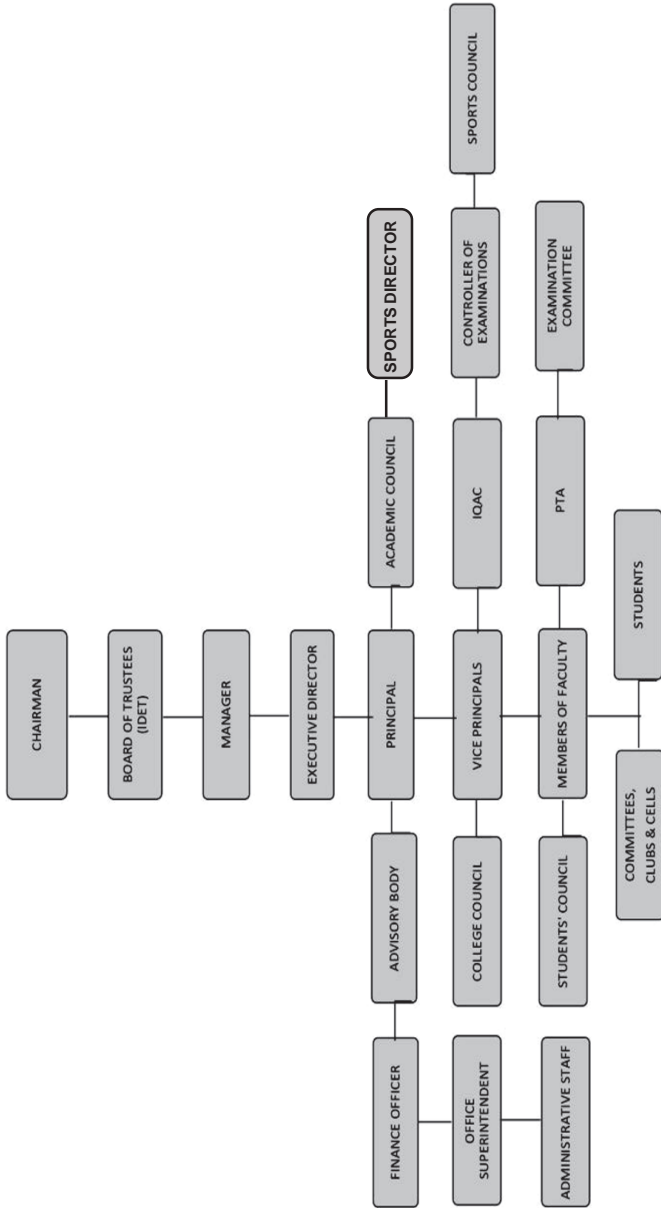 CHAIRMAN
BOARD OF TRUSTEES
(IDET)
MANAGER
EXECUTIVE DIRECTOR
FINANCE OFFICER
ADVISORY BODY
PRINCIPAL
ACADEMIC COUNCIL
SPORTS DIRECTOR
OFFICE
SUPERINTENDENT
COLLEGE COUNCIL
VICE PRINCIPALS
IQAC
CONTROLLER OF
EXAMINATIONS
SPORTS COUNCIL
ADMINISTRATIVE STAFF
STUDENTS' COUNCIL
MEMBERS OF FACULTY
PTA
EXAMINATION
COMMITTEE
COMMITTEES,
CLUBS & CELLS
STUDENTS